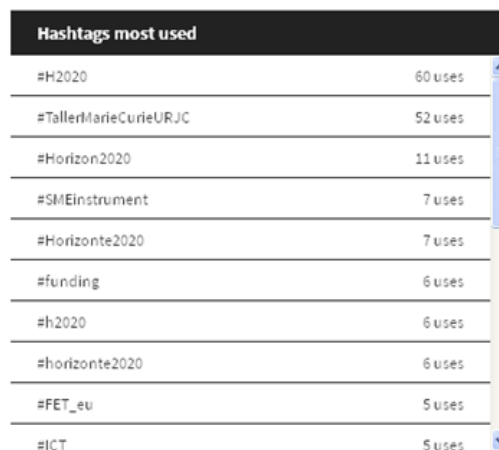 Hashtags most used
#H2020 60 uses
#TallerMarieCurieURJC 52 uses
#Horizon2020 11 uses
#SMEinstrument 7 uses
#Horizonte2020 7 uses
#funding 6 uses
#h2020 6 uses
#horizonte2020 6 uses
#FET_eu 5 uses
#ICT 5 uses